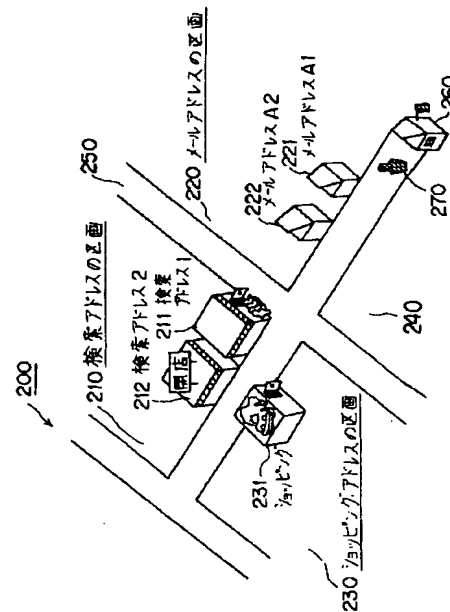 200
210 検索アドレスの区画
212 検索アドレス2
211 検索
アドレス1
250
220 メールアドレスの区画
222
メールアドレスA2
221
メールアドレスA1
231
ショッピング
230 ショッピングアドレスの区画
240
270
260